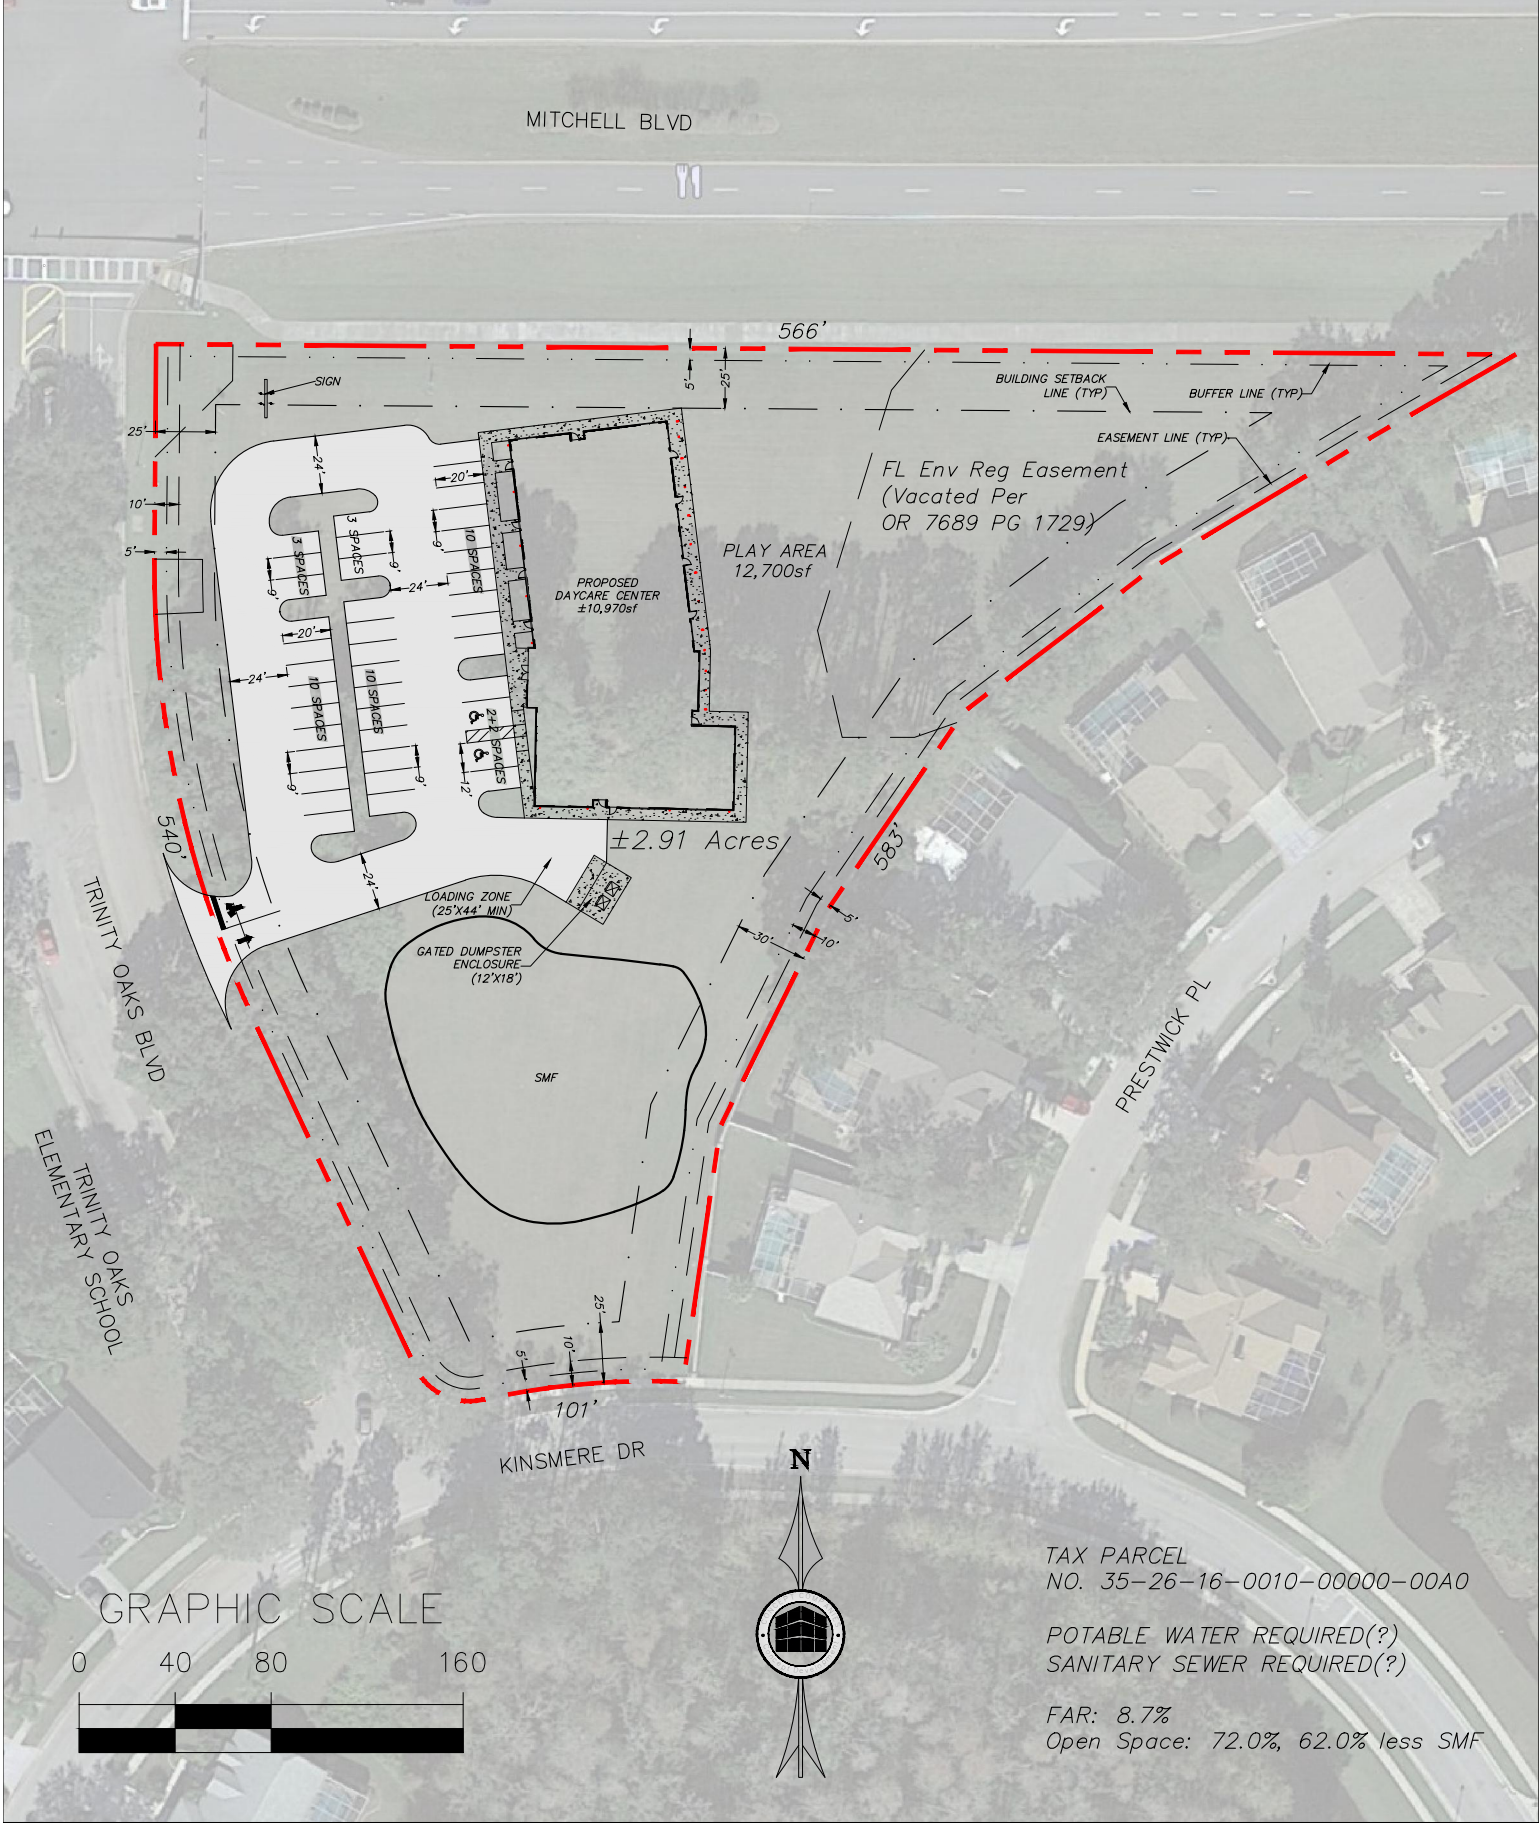 MITCHELL BLVD
566'
SIGN
5'
25'
BUILDING SETBACK
LINE (TYP)
BUFFER LINE (TYP)
EASEMENT LINE (TYP)
25'
24'
20'
10'
5'
FL Env Reg Easement
(Vacated Per
OR 7689 PG 1729)
3 SPACES
3 SPACES
10 SPACES
9'
9'
9'
24'
PLAY AREA
12,700sf
PROPOSED
DAYCARE CENTER
±10,970sf
20'
24'
10 SPACES
10 SPACES
2+2 SPACES
9'
9'
12'
540'
±2.91 Acres
583'
24'
LOADING ZONE
(25'X44' MIN)
GATED DUMPSTER
ENCLOSURE
(12'X18')
5'
10'
30'
TRINITY OAKS BLVD
SMF
PRESTWICK PL
TRINITY OAKS
ELEMENTARY SCHOOL
25'
10'
5'
101'
KINSMERE DR
N
TAX PARCEL
NO. 35-26-16-0010-00000-00A0
POTABLE WATER REQUIRED(?)
SANITARY SEWER REQUIRED(?)
FAR: 8.7%
Open Space: 72.0%, 62.0% less SMF
GRAPHIC SCALE
0 40 80 160